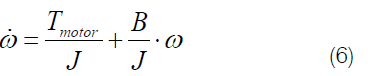 ω̇ = T_motor / J + B / J · ω (6)